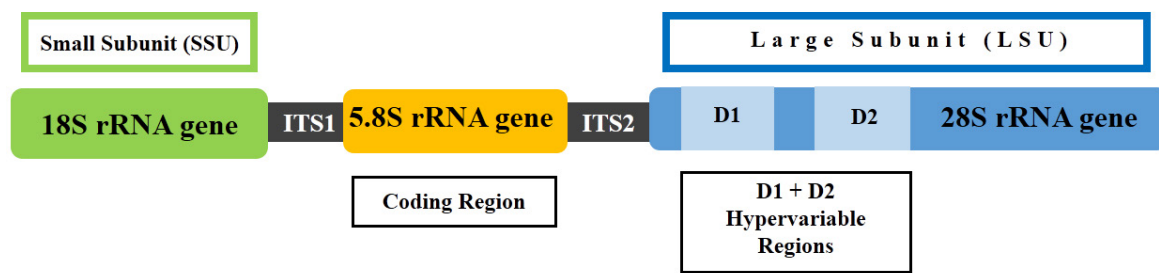 Small Subunit (SSU)
Large Subunit (LSU)
18S rRNA gene
ITS1
5.8S rRNA gene
ITS2
D1
D2
28S rRNA gene
Coding Region
D1 + D2
Hypervariable
Regions